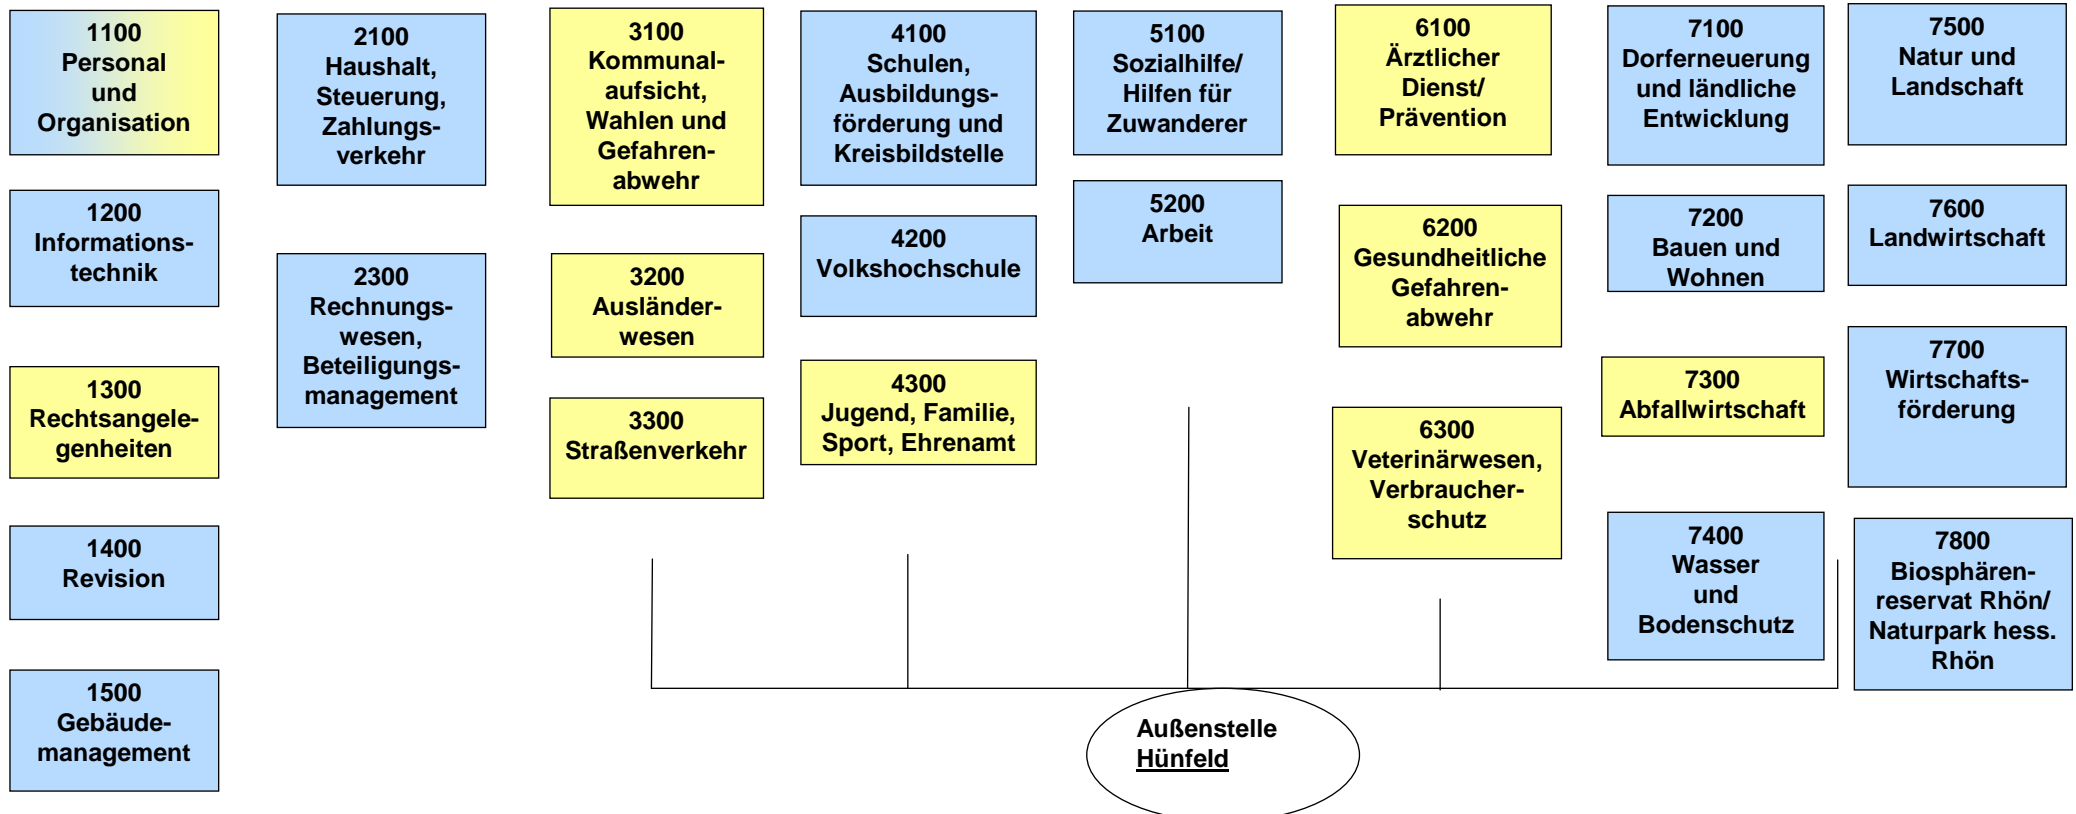 1100
Personal
und
Organisation
1200
Informations-
technik
1300
Rechtsangele-
genheiten
1400
Revision
1500
Gebäude-
management
2100
Haushalt,
Steuerung,
Zahlungs-
verkehr
2300
Rechnungs-
wesen,
Beteiligungs-
management
3100
Kommunal-
aufsicht,
Wahlen und
Gefahren-
abwehr
3200
Ausländer-
wesen
3300
Straßenverkehr
4100
Schulen,
Ausbildungs-
förderung und
Kreisbildstelle
4200
Volkshochschule
4300
Jugend, Familie,
Sport, Ehrenamt
5100
Sozialhilfe/
Hilfen für
Zuwanderer
5200
Arbeit
6100
Ärztlicher
Dienst/
Prävention
6200
Gesundheitliche
Gefahren-
abwehr
6300
Veterinärwesen,
Verbraucher-
schutz
7100
Dorferneuerung
und ländliche
Entwicklung
7200
Bauen und
Wohnen
7300
Abfallwirtschaft
7400
Wasser
und
Bodenschutz
7500
Natur und
Landschaft
7600
Landwirtschaft
7700
Wirtschafts-
förderung
7800
Biosphären-
reservat Rhön/
Naturpark hess.
Rhön
Außenstelle
Hünfeld